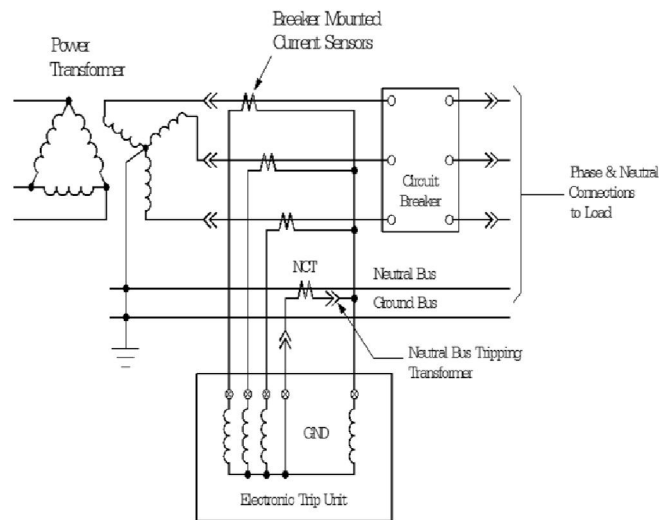 Breaker Mounted
Current Sensors
Power
Transformer
Circuit
Breaker
Phase & Neutral
Connections
to Load
NCT
Neutral Bus
Ground Bus
Neutral Bus Tripping
Transformer
GND
Electronic Trip Unit